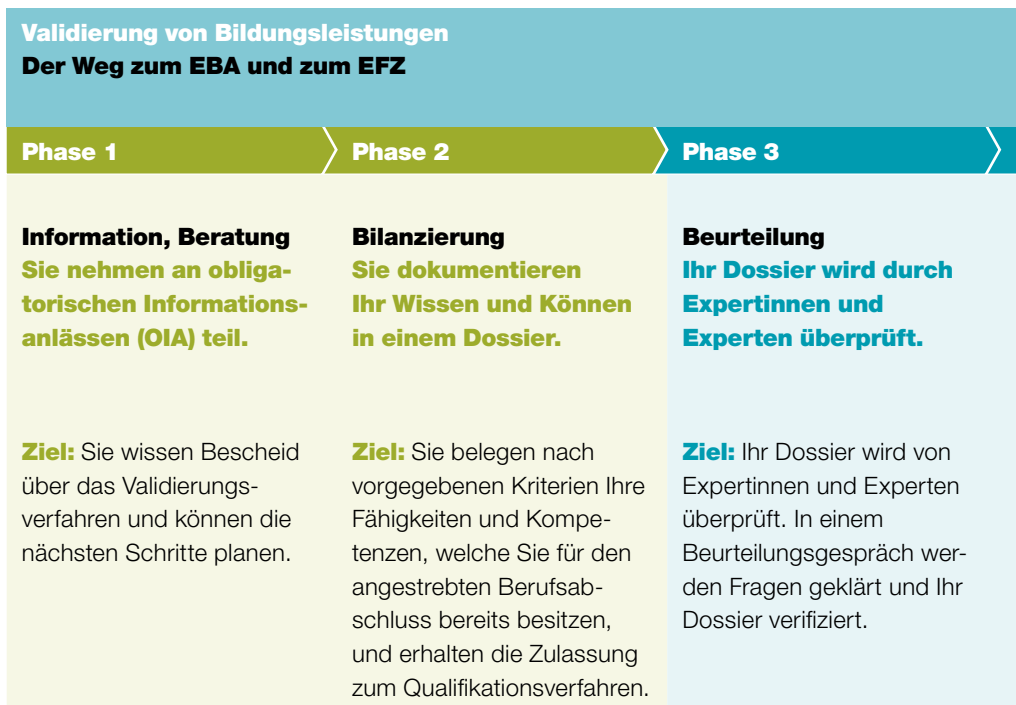 Validierung von Bildungsleistungen
Der Weg zum EBA und zum EFZ
Phase 1
Information, Beratung
Sie nehmen an obliga-
torischen Informations-
anlässen (OIA) teil.
Ziel: Sie wissen Bescheid
über das Validierungs-
verfahren und können die
nächsten Schritte planen.
Phase 2
Bilanzierung
Sie dokumentieren
Ihr Wissen und Können
in einem Dossier.
Ziel: Sie belegen nach
vorgegebenen Kriterien Ihre
Fähigkeiten und Kompe-
tenzen, welche Sie für den
angestrebten Berufsab-
schluss bereits besitzen,
und erhalten die Zulassung
zum Qualifikationsverfahren.
Phase 3
Beurteilung
Ihr Dossier wird durch
Expertinnen und
Experten überprüft.
Ziel: Ihr Dossier wird von
Expertinnen und Experten
überprüft. In einem
Beurteilungsgespräch wer-
den Fragen geklärt und Ihr
Dossier verifiziert.